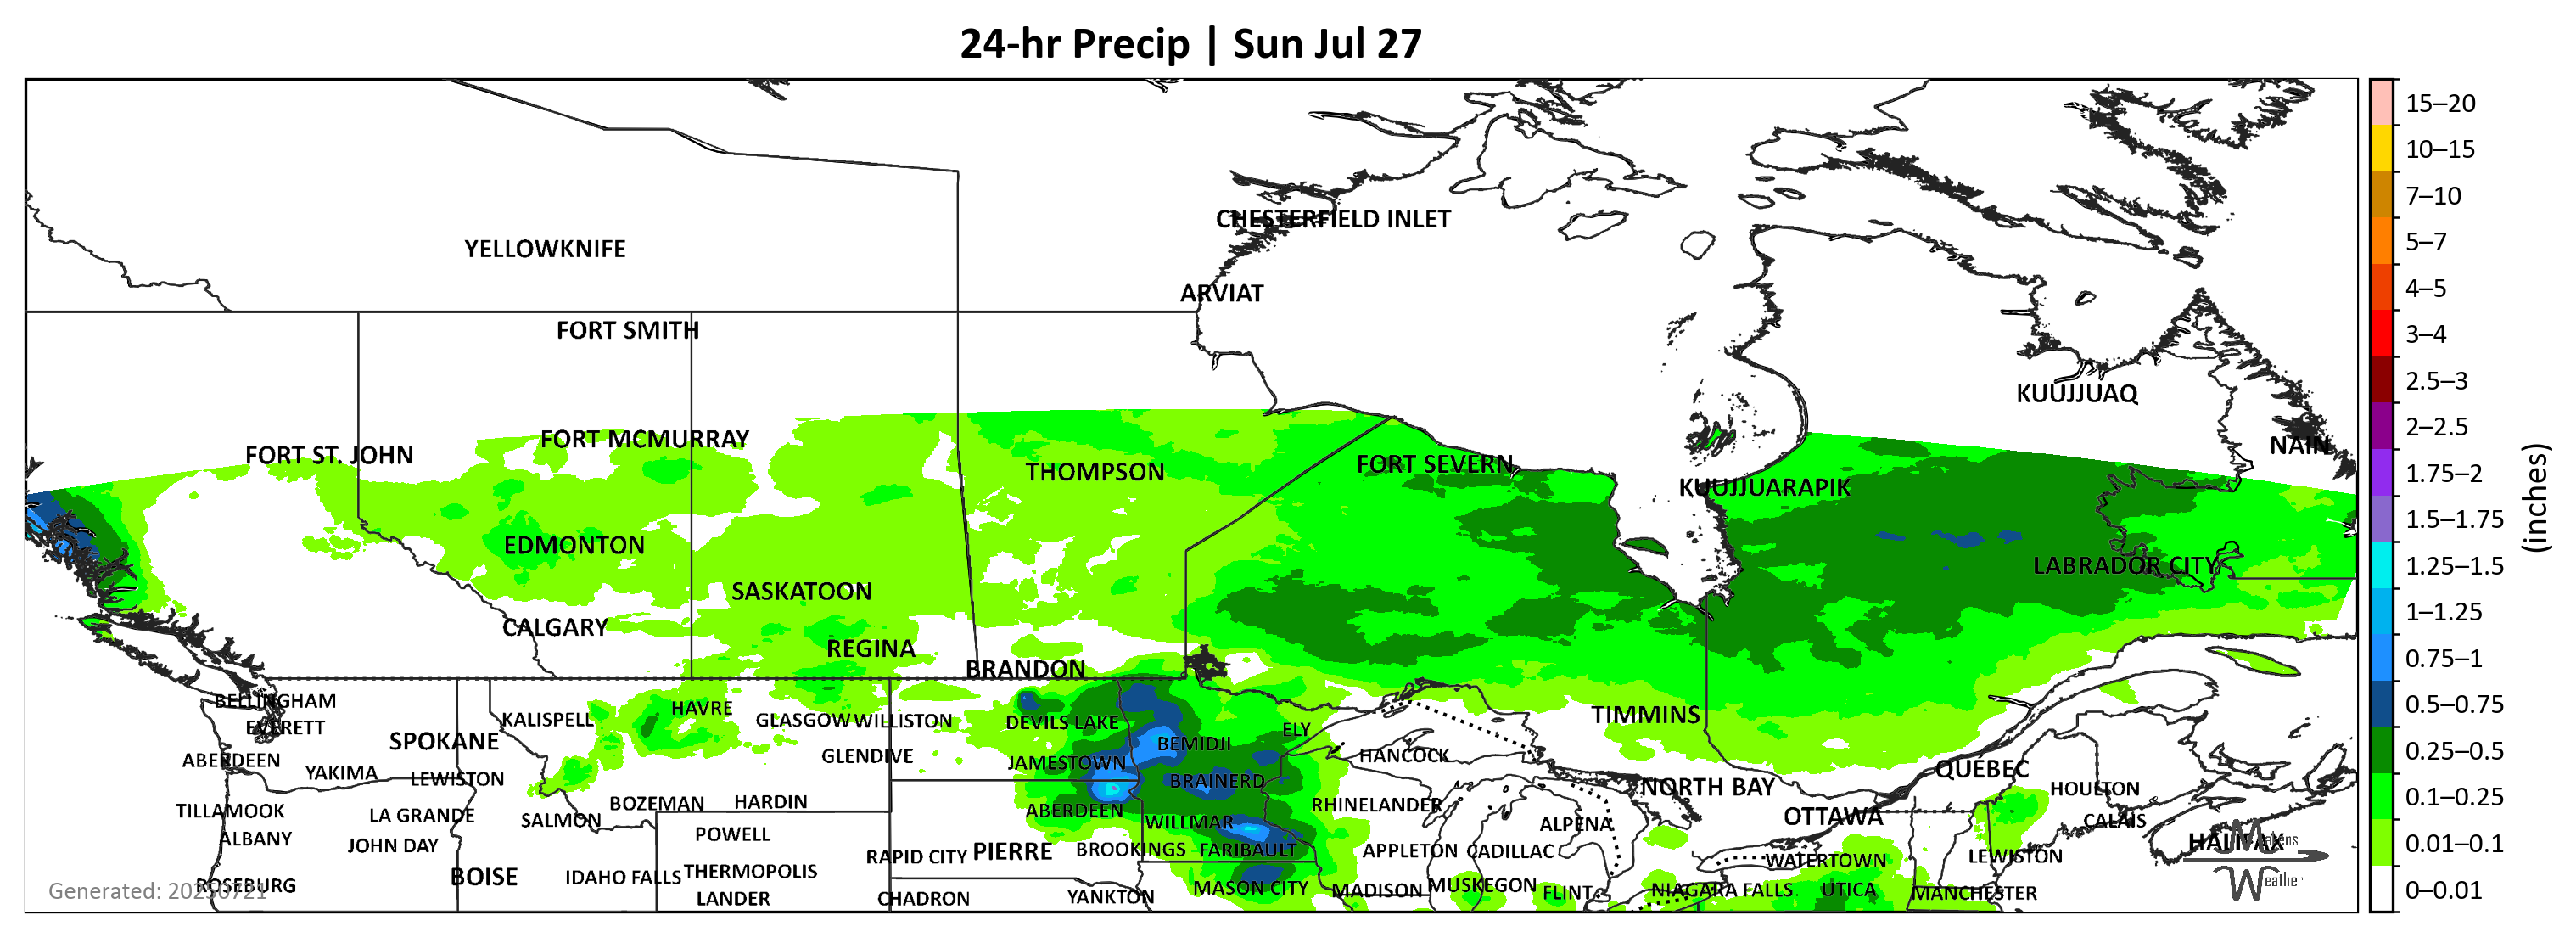 24-hr Precip | Sun Jul 27
YELLOWKNIFE
CHESTERFIELD INLET
ARVIAT
FORT SMITH
KUUJJUAQ
FORT ST. JOHN
FORT MCMURRAY
THOMPSON
FORT SEVERN
KUUJJUARAPIK
NAIN
EDMONTON
SASKATOON
LABRADOR CITY
CALGARY
REGINA
BRANDON
BELLINGHAM
EVERETT
KALISPELL
HAVRE
GLASGOW
WILLISTON
DEVILS LAKE
ELY
TIMMINS
SPOKANE
ABERDEEN
YAKIMA
LEWISTON
GLENDIVE
JAMESTOWN
BEMIDJI
BRAINERD
HANCOCK
NORTH BAY
QUÉBEC
HOULTON
TILLAMOOK
LA GRANDE
SALMON
BOZEMAN
HARDIN
ABERDEEN
WILLMAR
RHINELANDER
ALPENA
OTTAWA
CALAIS
ALBANY
JOHN DAY
POWELL
RAPID CITY
PIERRE
BROOKINGS
FARIBAULT
APPLETON
CADILLAC
WATERTOWN
LEWISTON
HALIFAX
ROSEBURG
BOISE
IDAHO FALLS
THERMOPOLIS
LANDER
CHADRON
YANKTON
MASON CITY
MADISON
MUSKEGON
FLINT
NIAGARA FALLS
UTICA
MANCHESTER
Generated: 20250721
Weather
15–20
10–15
7–10
5–7
4–5
3–4
2.5–3
2–2.5
1.75–2
1.5–1.75
1.25–1.5
1–1.25
0.75–1
0.5–0.75
0.25–0.5
0.1–0.25
0.01–0.1
0–0.01
(inches)